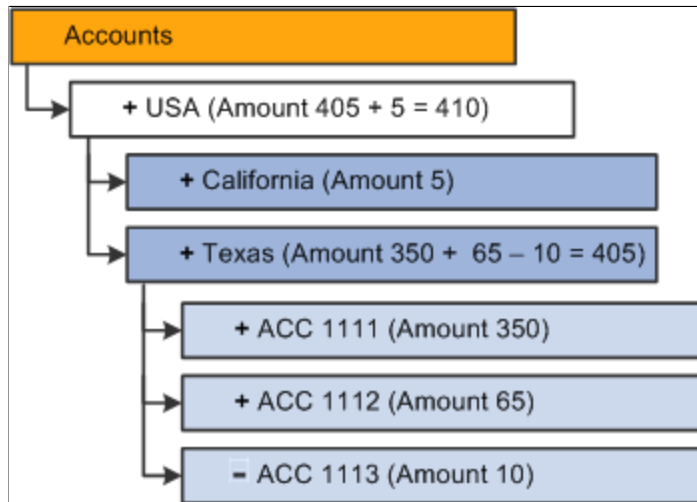 Accounts
+ USA (Amount 405 + 5 = 410)
+ California (Amount 5)
+ Texas (Amount 350 + 65 – 10 = 405)
+ ACC 1111 (Amount 350)
+ ACC 1112 (Amount 65)
- ACC 1113 (Amount 10)